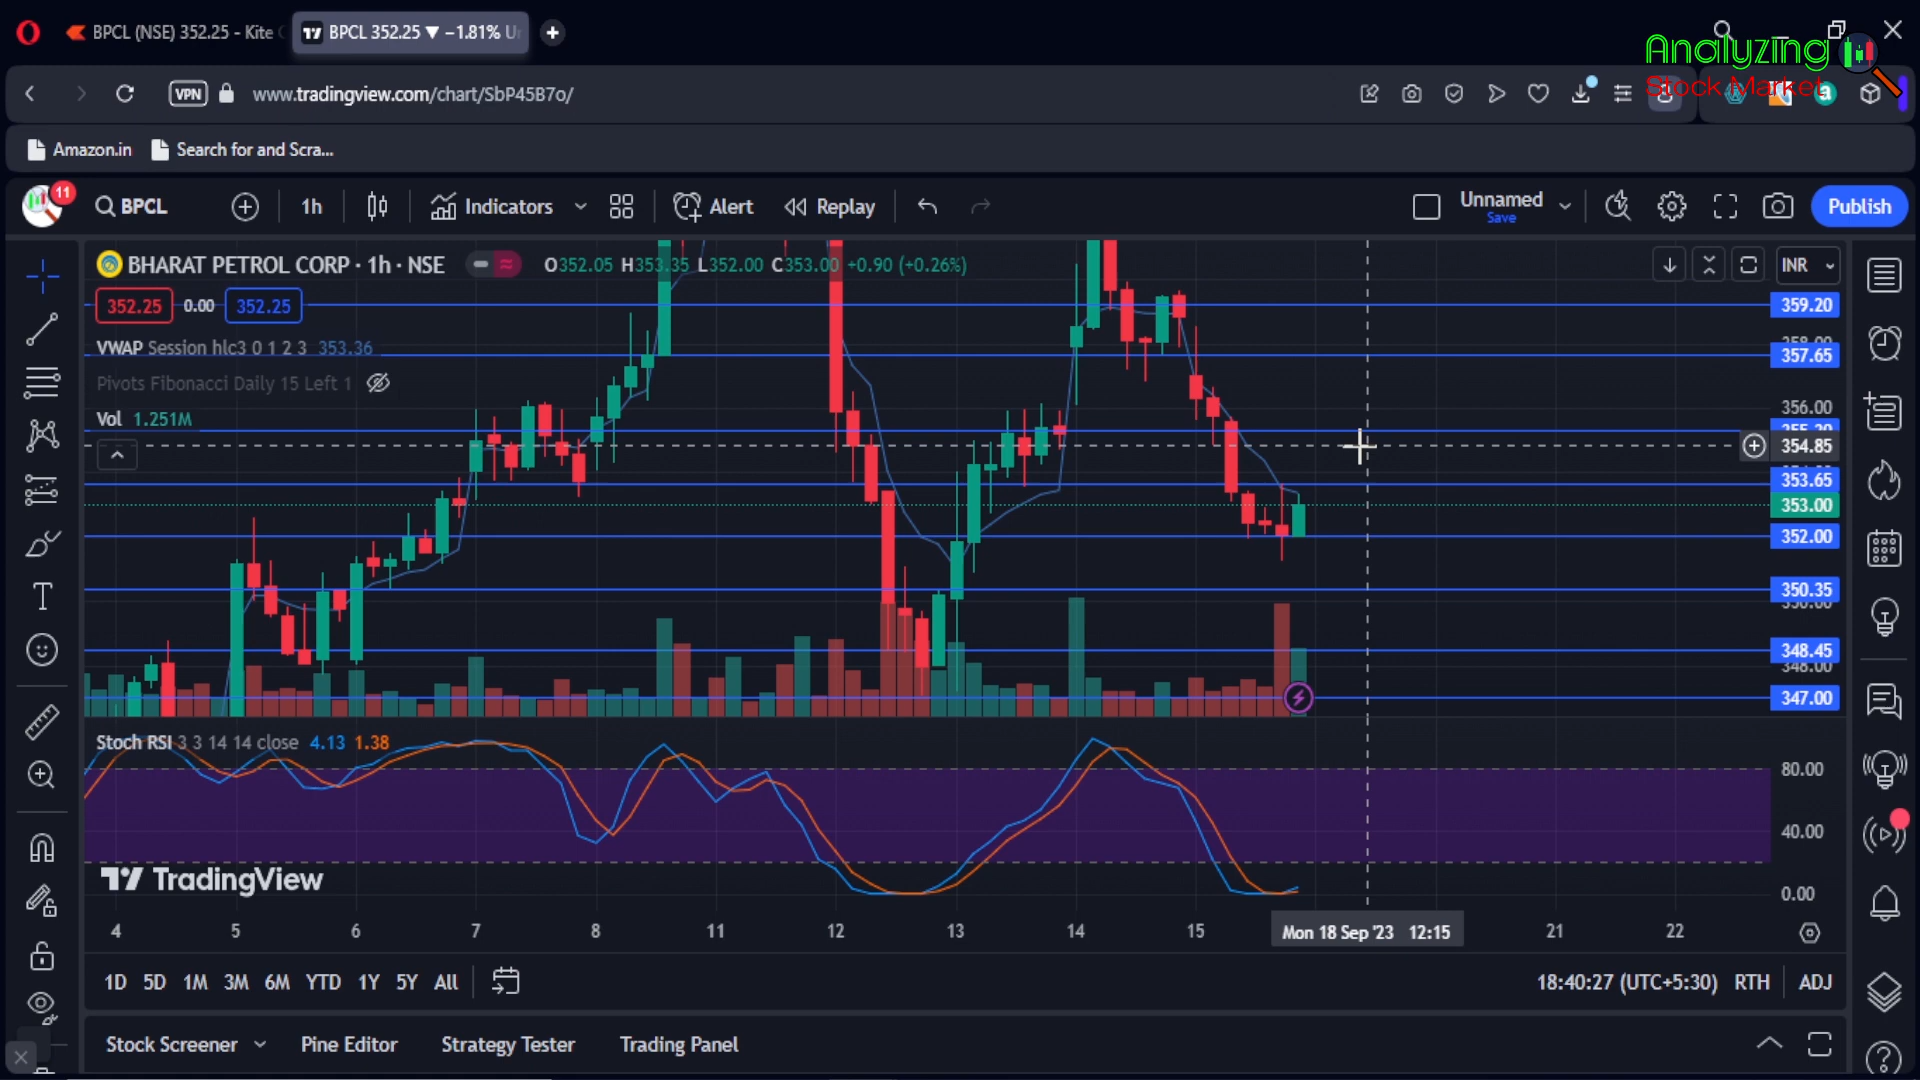 BPCL (NSE) 352.25 - Kite
BPCL 352.25 ▼ −1.81% U
Analyzing
Stock Market
VPN
www.tradingview.com/chart/SbP45B7o/
Amazon.in
Search for and Scra...
11
BPCL
1h
Indicators
Alert
Replay
Unnamed
Save
Publish
BHARAT PETROL CORP · 1h · NSE
O352.05 H353.35 L352.00 C353.00 +0.90 (+0.26%)
INR
352.25 0.00 352.25
VWAP Session hlc3 0 1 2 3 353.36
Pivots Fibonacci Daily 15 Left 1
Vol 1.251M
359.20
357.65
356.00
354.85
353.65
353.00
352.00
350.35
348.45
348.00
347.00
Stoch RSI 3 3 14 14 close 4.13 1.38
80.00
40.00
0.00
TradingView
4 5 6 7 8 11 12 13 14 15 Mon 18 Sep '23 12:15 21 22
1D 5D 1M 3M 6M YTD 1Y 5Y All
18:40:27 (UTC+5:30) RTH ADJ
Stock Screener Pine Editor Strategy Tester Trading Panel